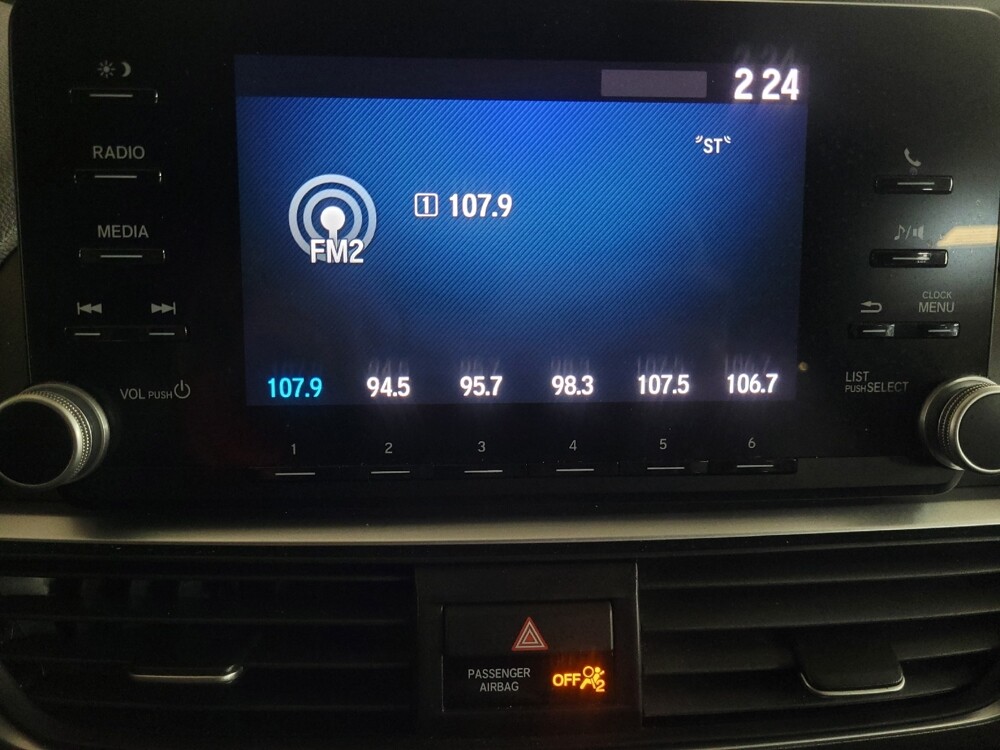 2 24
RADIO
"ST"
MEDIA
1 107.9
FM2
CLOCK
MENU
VOL PUSH
LIST
PUSH SELECT
107.9 94.5 95.7 98.3 107.5 106.7
1 2 3 4 5 6
PASSENGER
AIRBAG
OFF 2